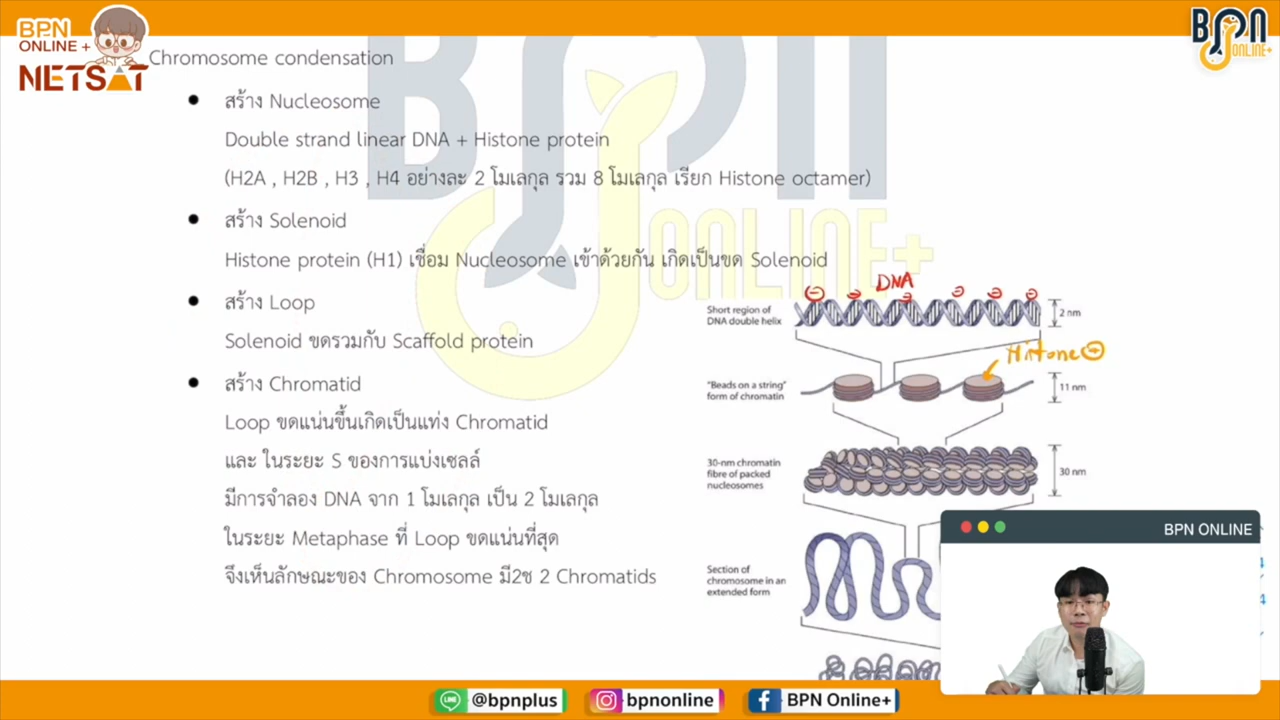 BPN
ONLINE +
NETSAT
BPN
ONLINE+
Chromosome condensation
สร้าง Nucleosome
Double strand linear DNA + Histone protein
(H2A , H2B , H3 , H4 อย่างละ 2 โมเลกุล รวม 8 โมเลกุล เรียก Histone octamer)
สร้าง Solenoid
Histone protein (H1) เชื่อม Nucleosome เข้าด้วยกัน เกิดเป็นขด Solenoid
สร้าง Loop
Solenoid ขดรวมกับ Scaffold protein
สร้าง Chromatid
Loop ขดแน่นขึ้นเกิดเป็นแท่ง Chromatid
และ ในระยะ S ของการแบ่งเซลล์
มีการจำลอง DNA จาก 1 โมเลกุล เป็น 2 โมเลกุล
ในระยะ Metaphase ที่ Loop ขดแน่นที่สุด
จึงเห็นลักษณะของ Chromosome มี2ช 2 Chromatids
BPN
ONLINE+
DNA
Short region of
DNA double helix
2 nm
Histone +
"Beads on a string"
form of chromatin
11 nm
30-nm chromatin
fibre of packed
nucleosomes
30 nm
Section of
chromosome in an
extended form
BPN ONLINE
LINE
@bpnplus
bpnonline
BPN Online+